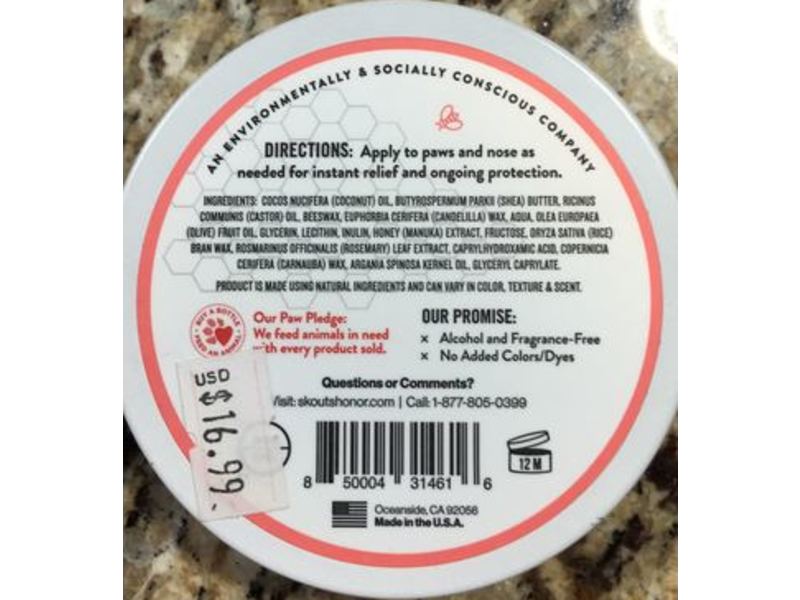 AN ENVIRONMENTALLY & SOCIALLY CONSCIOUS COMPANY
DIRECTIONS: Apply to paws and nose as
needed for instant relief and ongoing protection.
INGREDIENTS: COCOS NUCIFERA (COCONUT) OIL, BUTYROSPERMUM PARKII (SHEA) BUTTER, RICINUS
COMMUNIS (CASTOR) OIL, BEESWAX, EUPHORBIA CERIFERA (CANDELILLA) WAX, AQUA, OLEA EUROPAEA
(OLIVE) FRUIT OIL, GLYCERIN, LECITHIN, INULIN, HONEY (MANUKA) EXTRACT, FRUCTOSE, ORYZA SATIVA (RICE)
BRAN WAX, ROSMARINUS OFFICINALIS (ROSEMARY) LEAF EXTRACT, CAPRYLHYDROXAMIC ACID, COPERNICIA
CERIFERA (CARNAUBA) WAX, ARGANIA SPINOSA KERNEL OIL, GLYCERYL CAPRYLATE.
PRODUCT IS MADE USING NATURAL INGREDIENTS AND CAN VARY IN COLOR, TEXTURE & SCENT.
BUY A BOTTLE
FEED AN ANIMAL
Our Paw Pledge:
We feed animals in need
with every product sold.
OUR PROMISE:
× Alcohol and Fragrance-Free
× No Added Colors/Dyes
USD
$16.99
Questions or Comments?
Visit: skoutshonor.com | Call: 1-877-805-0399
12 M
8 50004 31461 6
Oceanside, CA 92056
Made in the U.S.A.